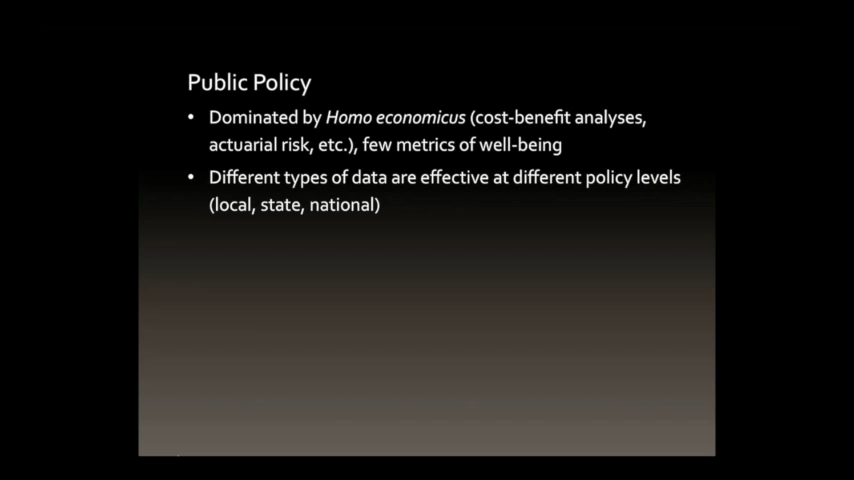 Public Policy
• Dominated by Homo economicus (cost-benefit analyses,
actuarial risk, etc.), few metrics of well-being
• Different types of data are effective at different policy levels
(local, state, national)